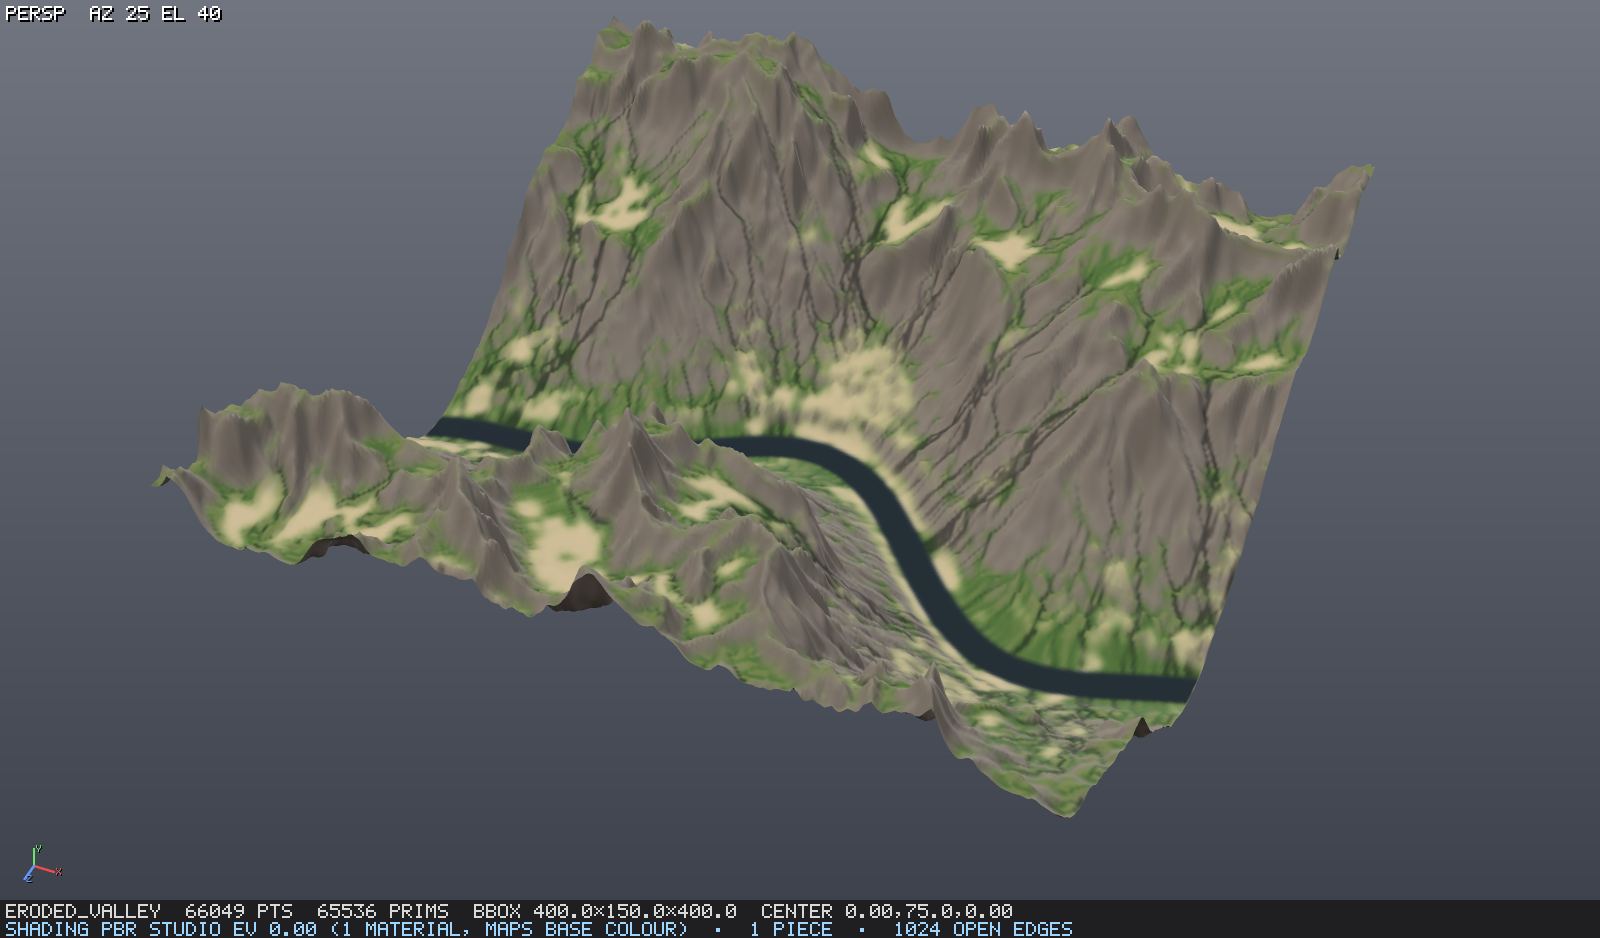 PERSP  AZ 25 EL 40
Y
X
Z
ERODED_VALLEY  66049 PTS  65536 PRIMS  BBOX 400.0×150.0×400.0  CENTER 0.00,75.0,0.00
SHADING PBR STUDIO EV 0.00 (1 MATERIAL, MAPS BASE COLOUR)  ·  1 PIECE  ·  1024 OPEN EDGES